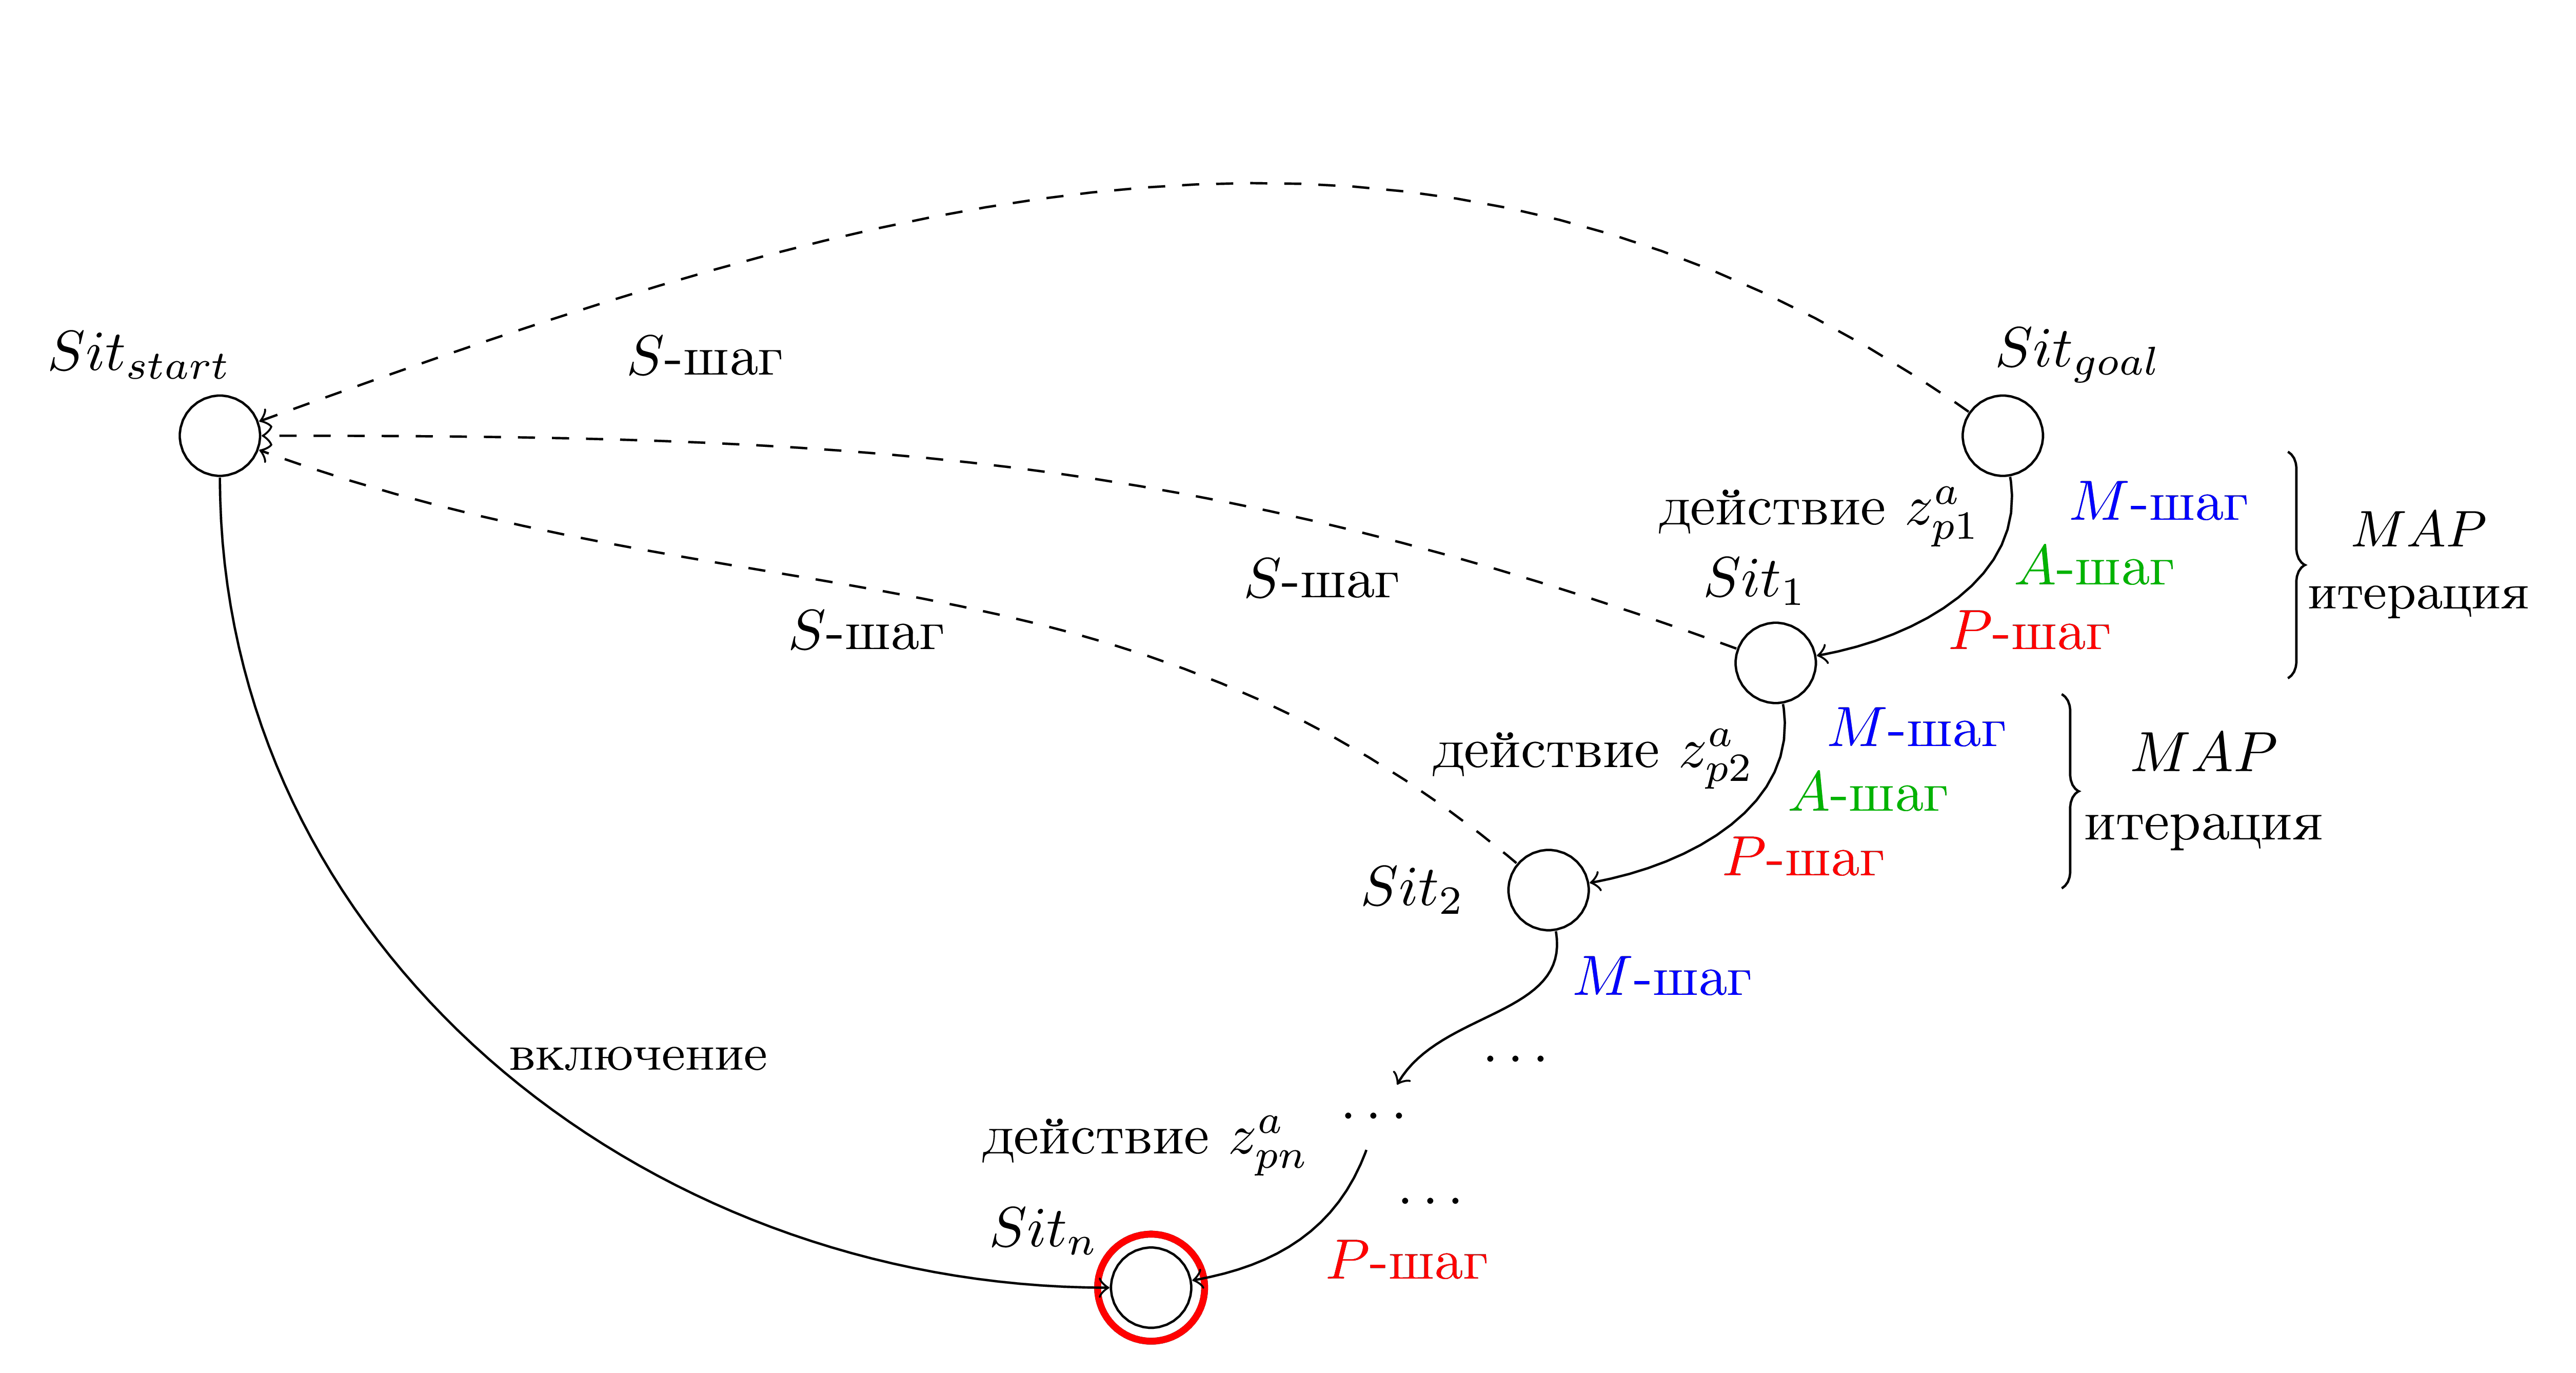 Sit_{start}
S-шаг
Sit_{goal}
действие z^a_{p1}
M-шаг
A-шаг
P-шаг
MAP
итерация
Sit_1
S-шаг
S-шаг
действие z^a_{p2}
M-шаг
A-шаг
P-шаг
MAP
итерация
Sit_2
M-шаг
...
включение
...
действие z^a_{pn}
...
Sit_n
P-шаг